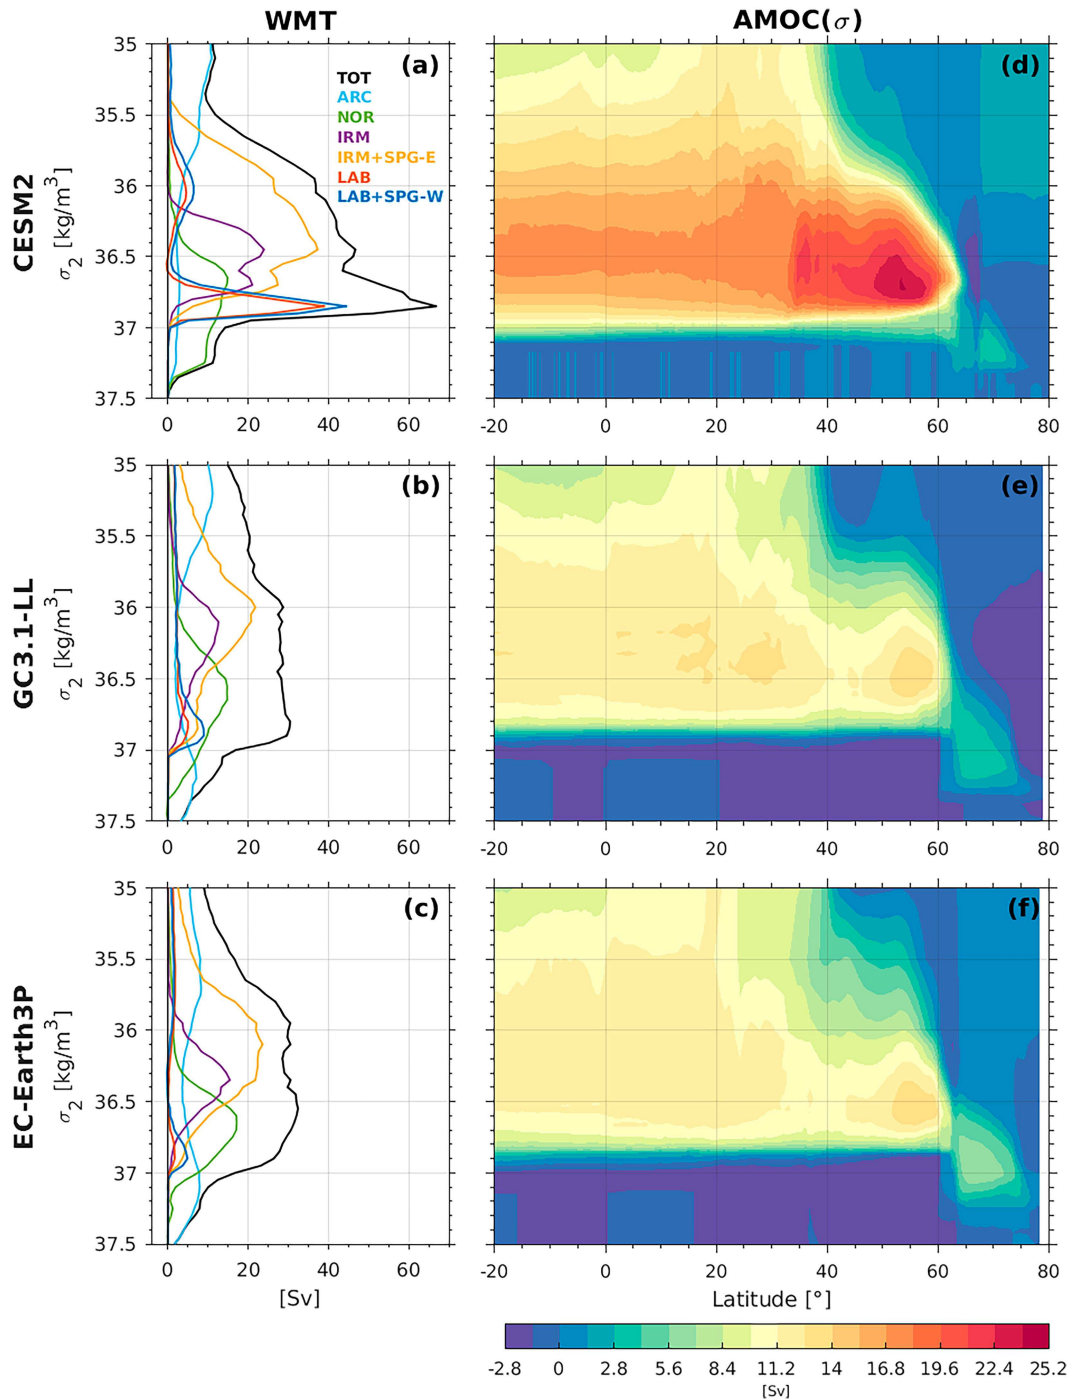 WMT
AMOC(σ)
CESM2
σ₂ [kg/m³]
35
35.5
36
36.5
37
37.5
(a)
TOT
ARC
NOR
IRM
IRM+SPG-E
LAB
LAB+SPG-W
0 20 40 60
(d)
-20 0 20 40 60 80
GC3.1-LL
σ₂ [kg/m³]
35
35.5
36
36.5
37
37.5
(b)
0 20 40 60
(e)
-20 0 20 40 60 80
EC-Earth3P
σ₂ [kg/m³]
35
35.5
36
36.5
37
37.5
(c)
0 20 40 60
[Sv]
(f)
-20 0 20 40 60 80
Latitude [°]
-2.8 0 2.8 5.6 8.4 11.2 14 16.8 19.6 22.4 25.2
[Sv]